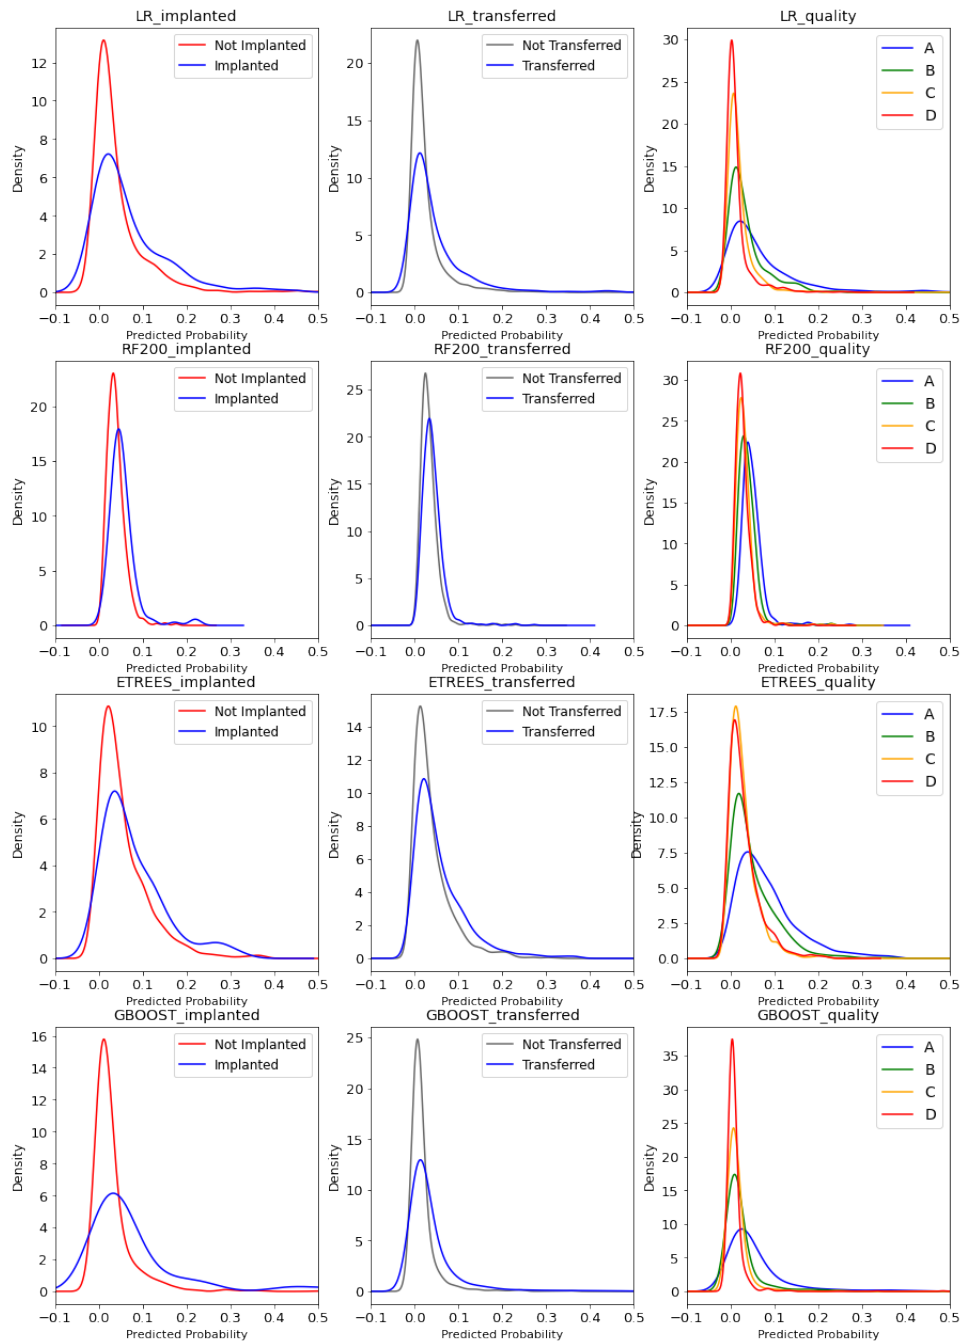 LR_implanted
Density
12
10
8
6
4
2
0
−0.1 0.0 0.1 0.2 0.3 0.4 0.5
Predicted Probability
Not Implanted
Implanted
LR_transferred
Density
20
15
10
5
0
−0.1 0.0 0.1 0.2 0.3 0.4 0.5
Predicted Probability
Not Transferred
Transferred
LR_quality
Density
30
25
20
15
10
5
0
−0.1 0.0 0.1 0.2 0.3 0.4 0.5
Predicted Probability
A
B
C
D
RF200_implanted
Density
20
15
10
5
0
−0.1 0.0 0.1 0.2 0.3 0.4 0.5
Predicted Probability
Not Implanted
Implanted
RF200_transferred
Density
25
20
15
10
5
0
−0.1 0.0 0.1 0.2 0.3 0.4 0.5
Predicted Probability
Not Transferred
Transferred
RF200_quality
Density
30
25
20
15
10
5
0
−0.1 0.0 0.1 0.2 0.3 0.4 0.5
Predicted Probability
A
B
C
D
ETREES_implanted
Density
10
8
6
4
2
0
−0.1 0.0 0.1 0.2 0.3 0.4 0.5
Predicted Probability
Not Implanted
Implanted
ETREES_transferred
Density
14
12
10
8
6
4
2
0
−0.1 0.0 0.1 0.2 0.3 0.4 0.5
Predicted Probability
Not Transferred
Transferred
ETREES_quality
Density
17.5
15.0
12.5
10.0
7.5
5.0
2.5
0.0
−0.1 0.0 0.1 0.2 0.3 0.4 0.5
Predicted Probability
A
B
C
D
GBOOST_implanted
Density
16
14
12
10
8
6
4
2
0
−0.1 0.0 0.1 0.2 0.3 0.4 0.5
Predicted Probability
Not Implanted
Implanted
GBOOST_transferred
Density
25
20
15
10
5
0
−0.1 0.0 0.1 0.2 0.3 0.4 0.5
Predicted Probability
Not Transferred
Transferred
GBOOST_quality
Density
35
30
25
20
15
10
5
0
−0.1 0.0 0.1 0.2 0.3 0.4 0.5
Predicted Probability
A
B
C
D